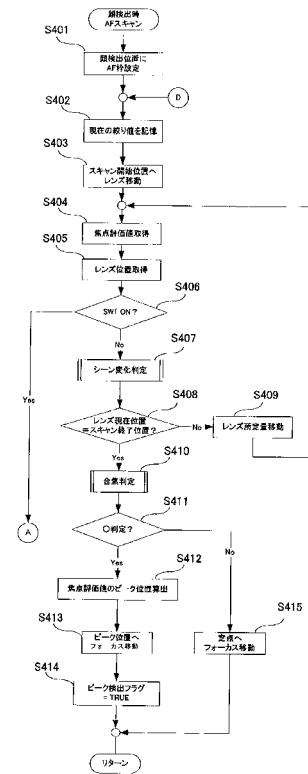 顔検出時
AFスキャン
S401
顔検出位置に
AF枠設定
D
S402
現在の絞り値を記憶
S403
スキャン開始位置へ
レンズ移動
S404
焦点評価値取得
S405
レンズ位置取得
S406
SW1 ON？
No
Yes
S407
シーン変化判定
S408
レンズ現在位置
＝スキャン終了位置？
No
S409
レンズ所定量移動
Yes
S410
合焦判定
A
S411
○判定？
No
Yes
S412
焦点評価値のピーク位置算出
S413
ピーク位置へ
フォーカス移動
S415
定点へ
フォーカス移動
S414
ピーク検出フラグ
＝TRUE
リターン